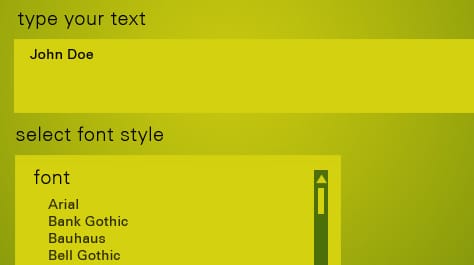 type your text
John Doe
select font style
font
Arial
Bank Gothic
Bauhaus
Bell Gothic